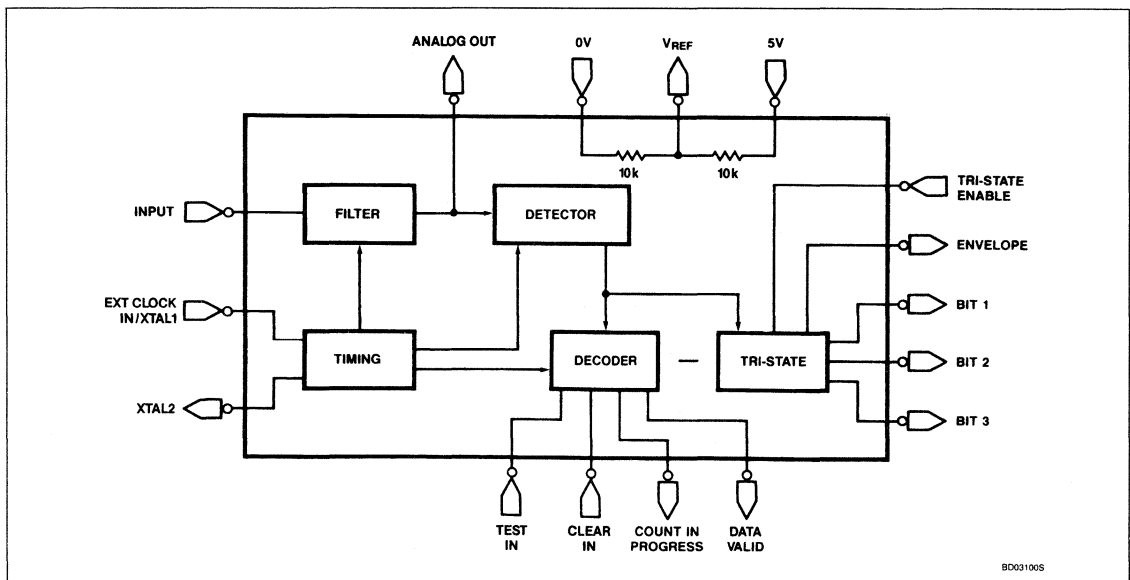 ANALOG OUT
0V
VREF
5V
10k
10k
TRI-STATE
ENABLE
INPUT
FILTER
DETECTOR
ENVELOPE
EXT CLOCK
IN/XTAL1
BIT 1
TIMING
DECODER
TRI-STATE
BIT 2
XTAL2
BIT 3
TEST
IN
CLEAR
IN
COUNT IN
PROGRESS
DATA
VALID
BD03100S